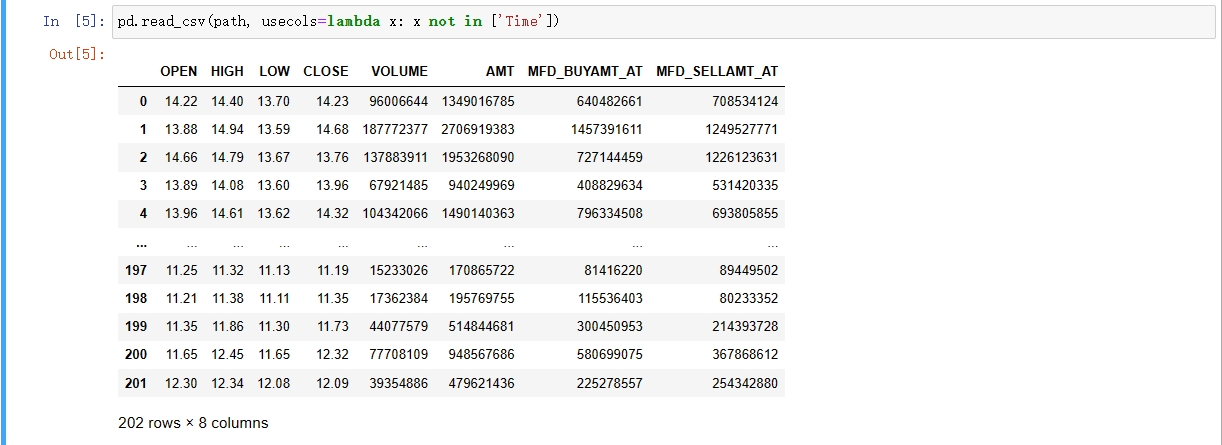 In [5]: pd.read_csv(path, usecols=lambda x: x not in ['Time'])
Out[5]:
OPEN HIGH LOW CLOSE VOLUME AMT MFD_BUYAMT_AT MFD_SELLAMT_AT
0 14.22 14.40 13.70 14.23 96006644 1349016785 640482661 708534124
1 13.88 14.94 13.59 14.68 187772377 2706919383 1457391611 1249527771
2 14.66 14.79 13.67 13.76 137883911 1953268090 727144459 1226123631
3 13.89 14.08 13.60 13.96 67921485 940249969 408829634 531420335
4 13.96 14.61 13.62 14.32 104342066 1490140363 796334508 693805855
... ... ... ... ... ... ... ... ...
197 11.25 11.32 11.13 11.19 15233026 170865722 81416220 89449502
198 11.21 11.38 11.11 11.35 17362384 195769755 115536403 80233352
199 11.35 11.86 11.30 11.73 44077579 514844681 300450953 214393728
200 11.65 12.45 11.65 12.32 77708109 948567686 580699075 367868612
201 12.30 12.34 12.08 12.09 39354886 479621436 225278557 254342880
202 rows × 8 columns